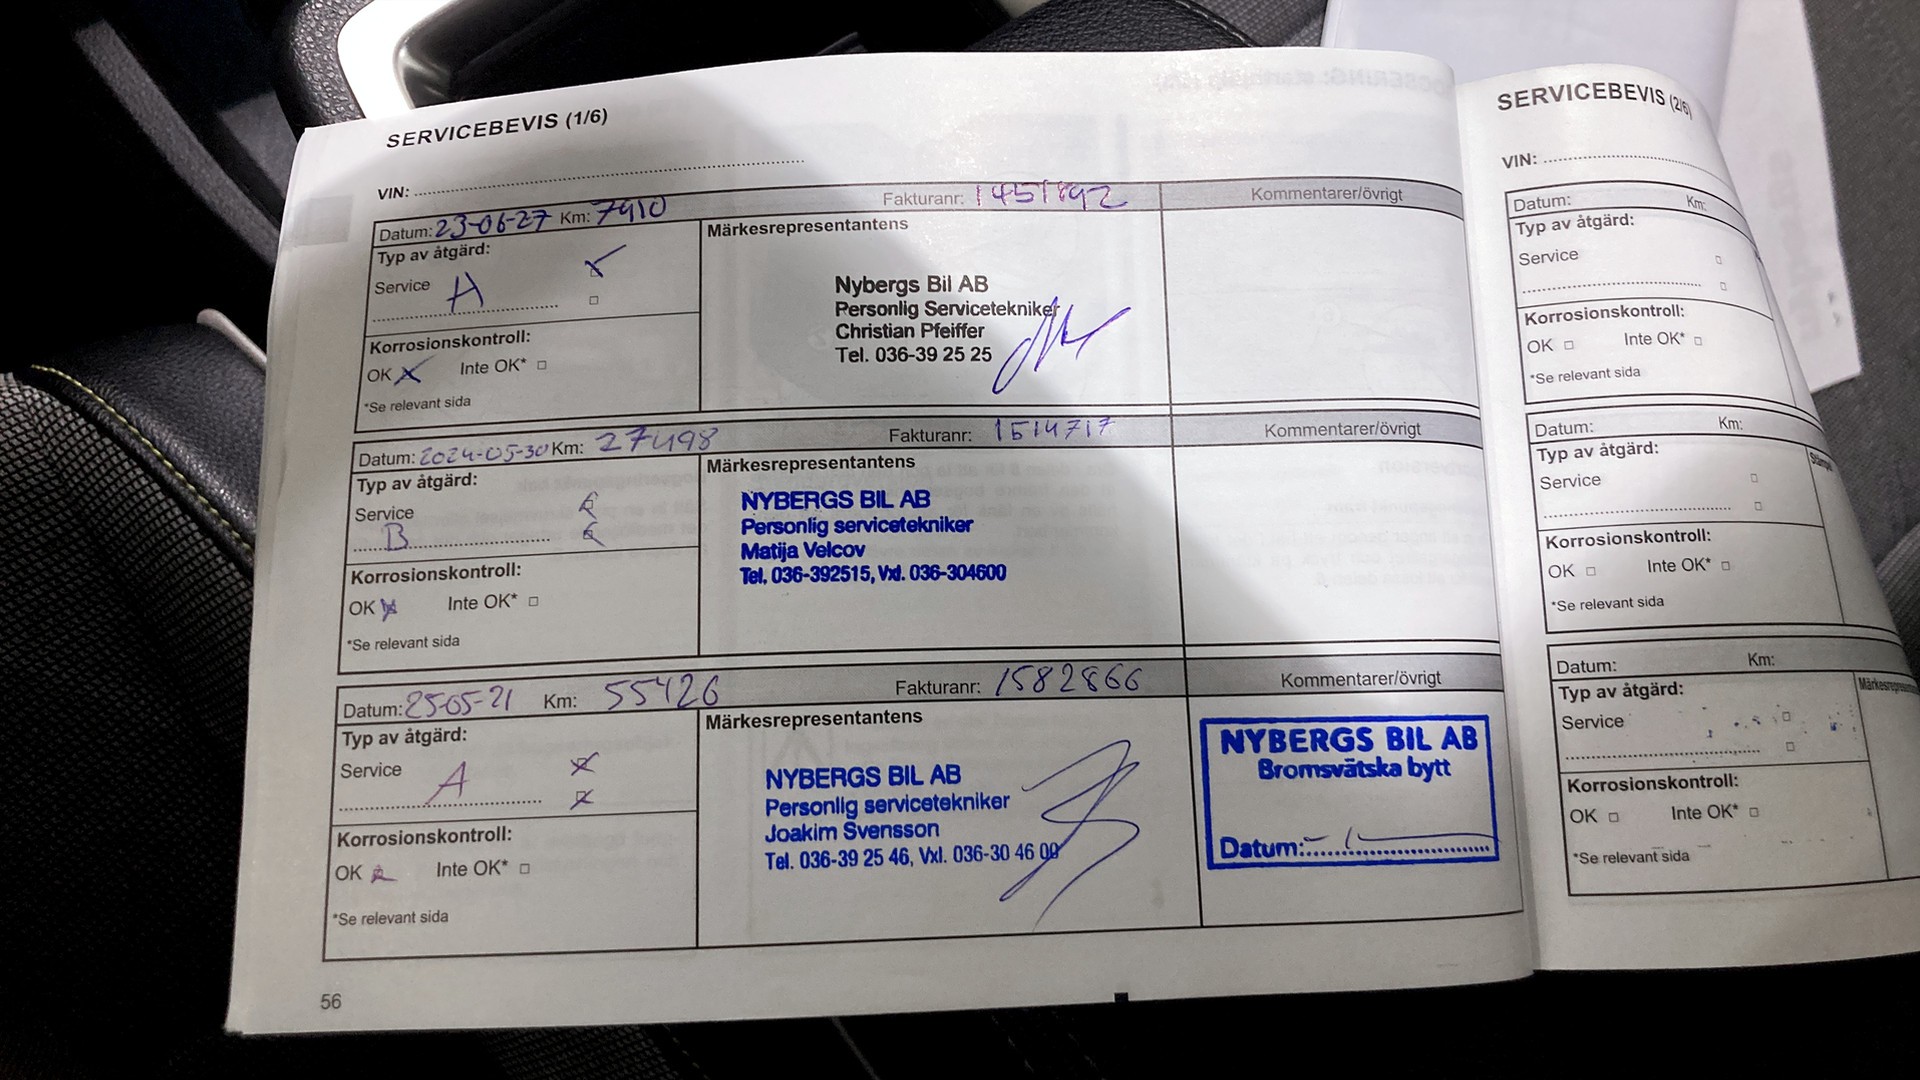 SERVICEBEVIS (1/6)
VIN:
Datum: 23-06-27 Km: 7910 Fakturanr: 1451892 Kommentarer/övrigt
Typ av åtgärd:
Service A
Korrosionskontroll:
OK Inte OK*
*Se relevant sida
Märkesrepresentantens
Nybergs Bil AB
Personlig Servicetekniker
Christian Pfeiffer
Tel. 036-39 25 25
Datum: 2024-05-30 Km: 27498 Fakturanr: 1514717 Kommentarer/övrigt
Typ av åtgärd:
Service
B
Korrosionskontroll:
OK Inte OK*
*Se relevant sida
Märkesrepresentantens
NYBERGS BIL AB
Personlig servicetekniker
Matija Velcov
Tel. 036-392515, Vxl. 036-304600
Datum: 25-05-21 Km: 55426 Fakturanr: 1582866 Kommentarer/övrigt
Typ av åtgärd:
Service A
Korrosionskontroll:
OK Inte OK*
*Se relevant sida
Märkesrepresentantens
NYBERGS BIL AB
Personlig servicetekniker
Joakim Svensson
Tel. 036-39 25 46, Vxl. 036-30 46 00
NYBERGS BIL AB
Bromsvätska bytt
Datum:
56
SERVICEBEVIS (2/6)
VIN:
Datum: Km:
Typ av åtgärd:
Service
Korrosionskontroll:
OK Inte OK*
*Se relevant sida
Datum: Km:
Typ av åtgärd:
Service
Korrosionskontroll:
OK Inte OK*
*Se relevant sida
Datum: Km:
Typ av åtgärd:
Service
Korrosionskontroll:
OK Inte OK*
*Se relevant sida